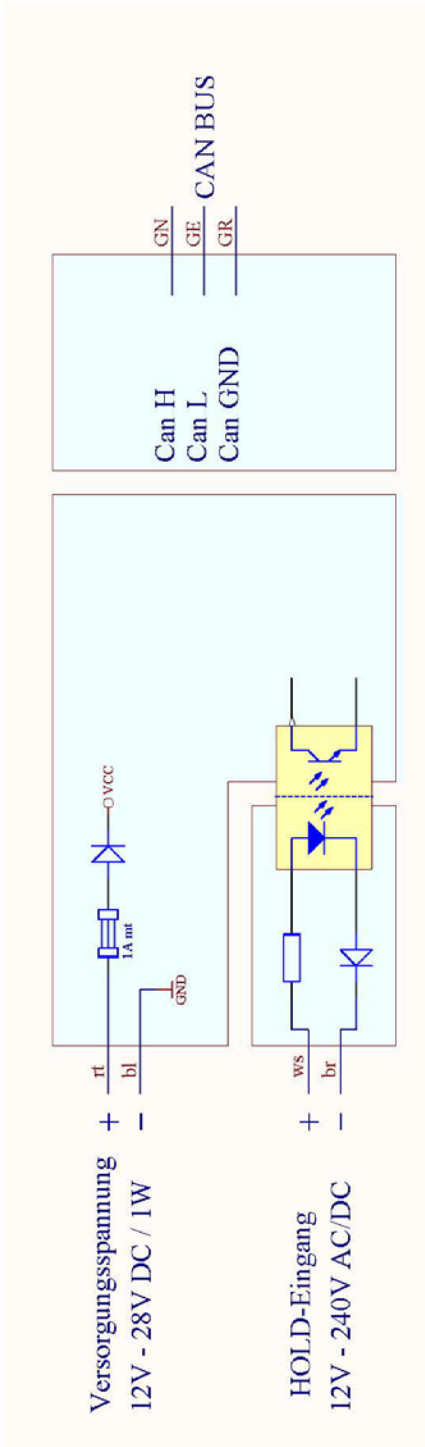 Versorgungsspannung
12V - 28V DC / 1W
+
-
rt
bl
1A mt
VCC
GND
HOLD-Eingang
12V - 240V AC/DC
+
-
ws
br
Can H
Can L
Can GND
GN
GE
GR
CAN BUS